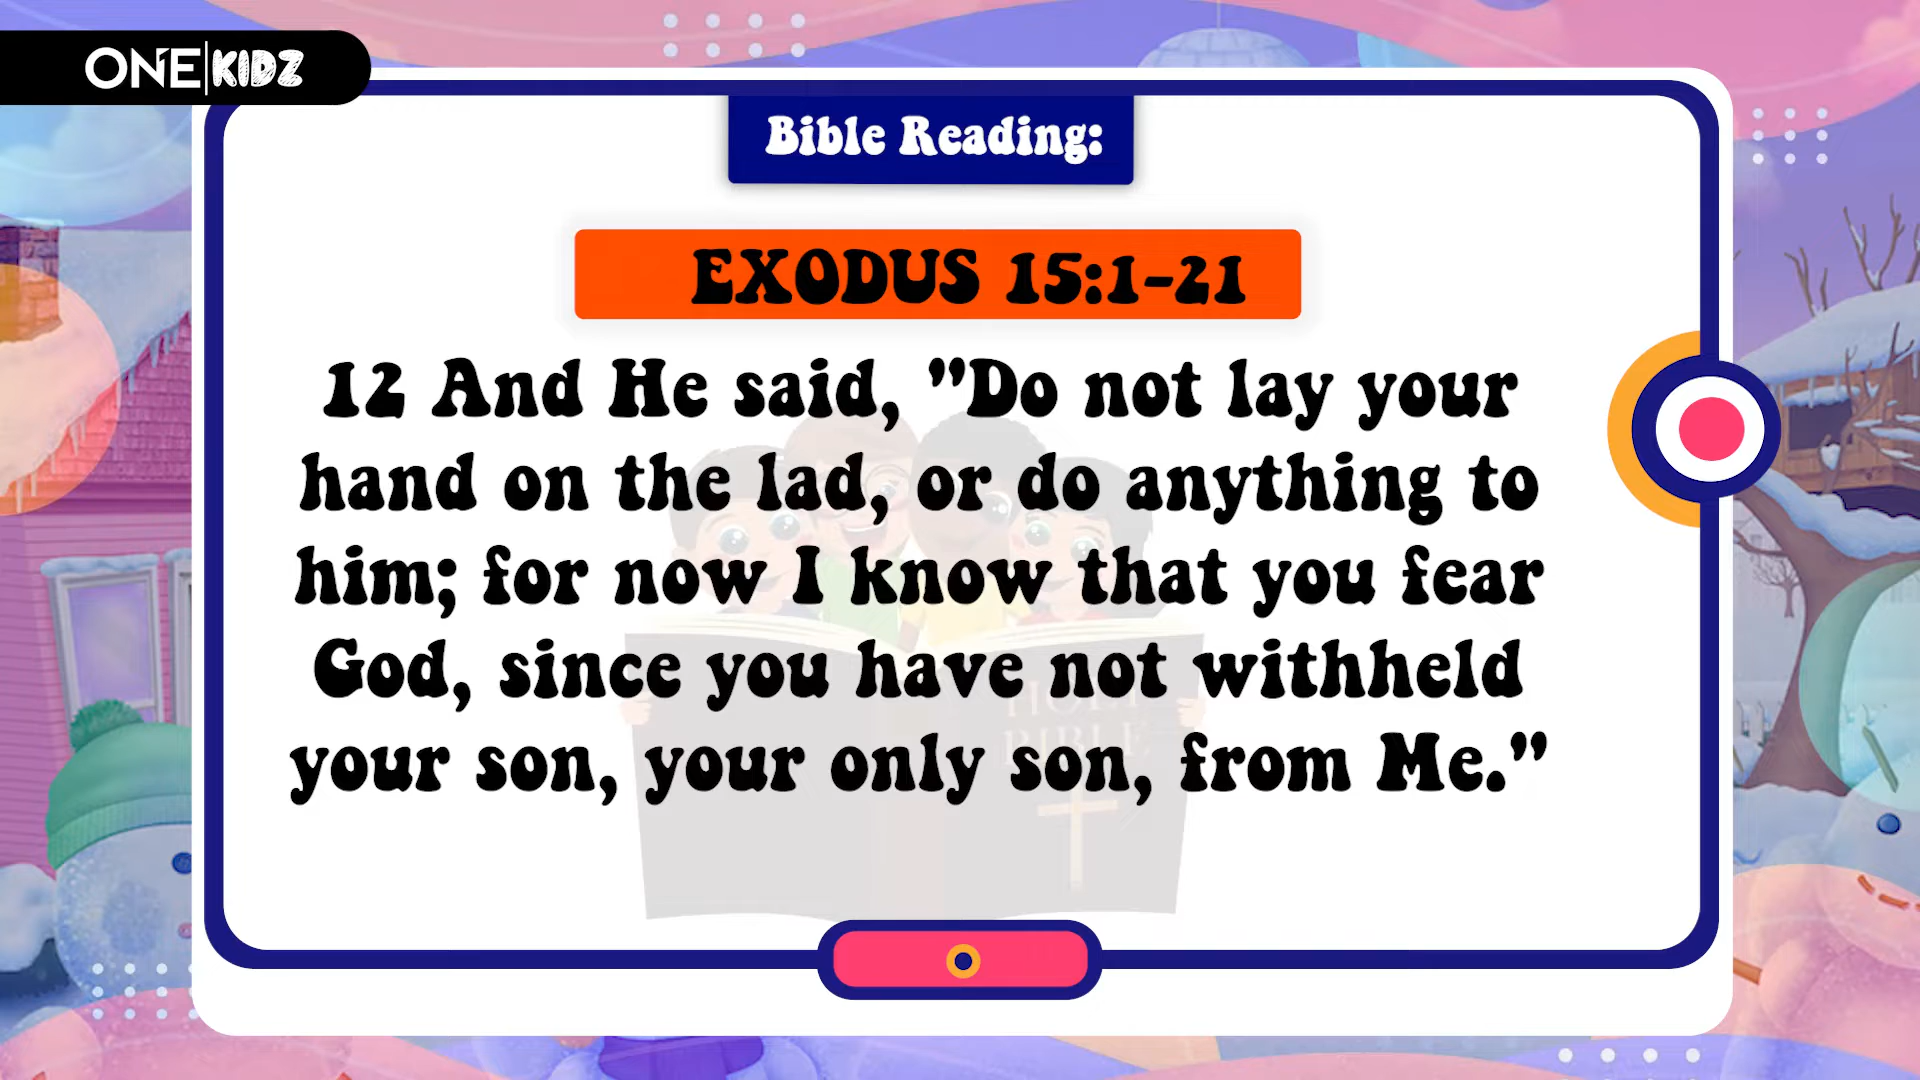 ONE|KIDZ
Bible Reading:
EXODUS 15:1-21
12 And He said, "Do not lay your
hand on the lad, or do anything to
him; for now I know that you fear
God, since you have not withheld
your son, your only son, from Me."
HOLY
BIBLE